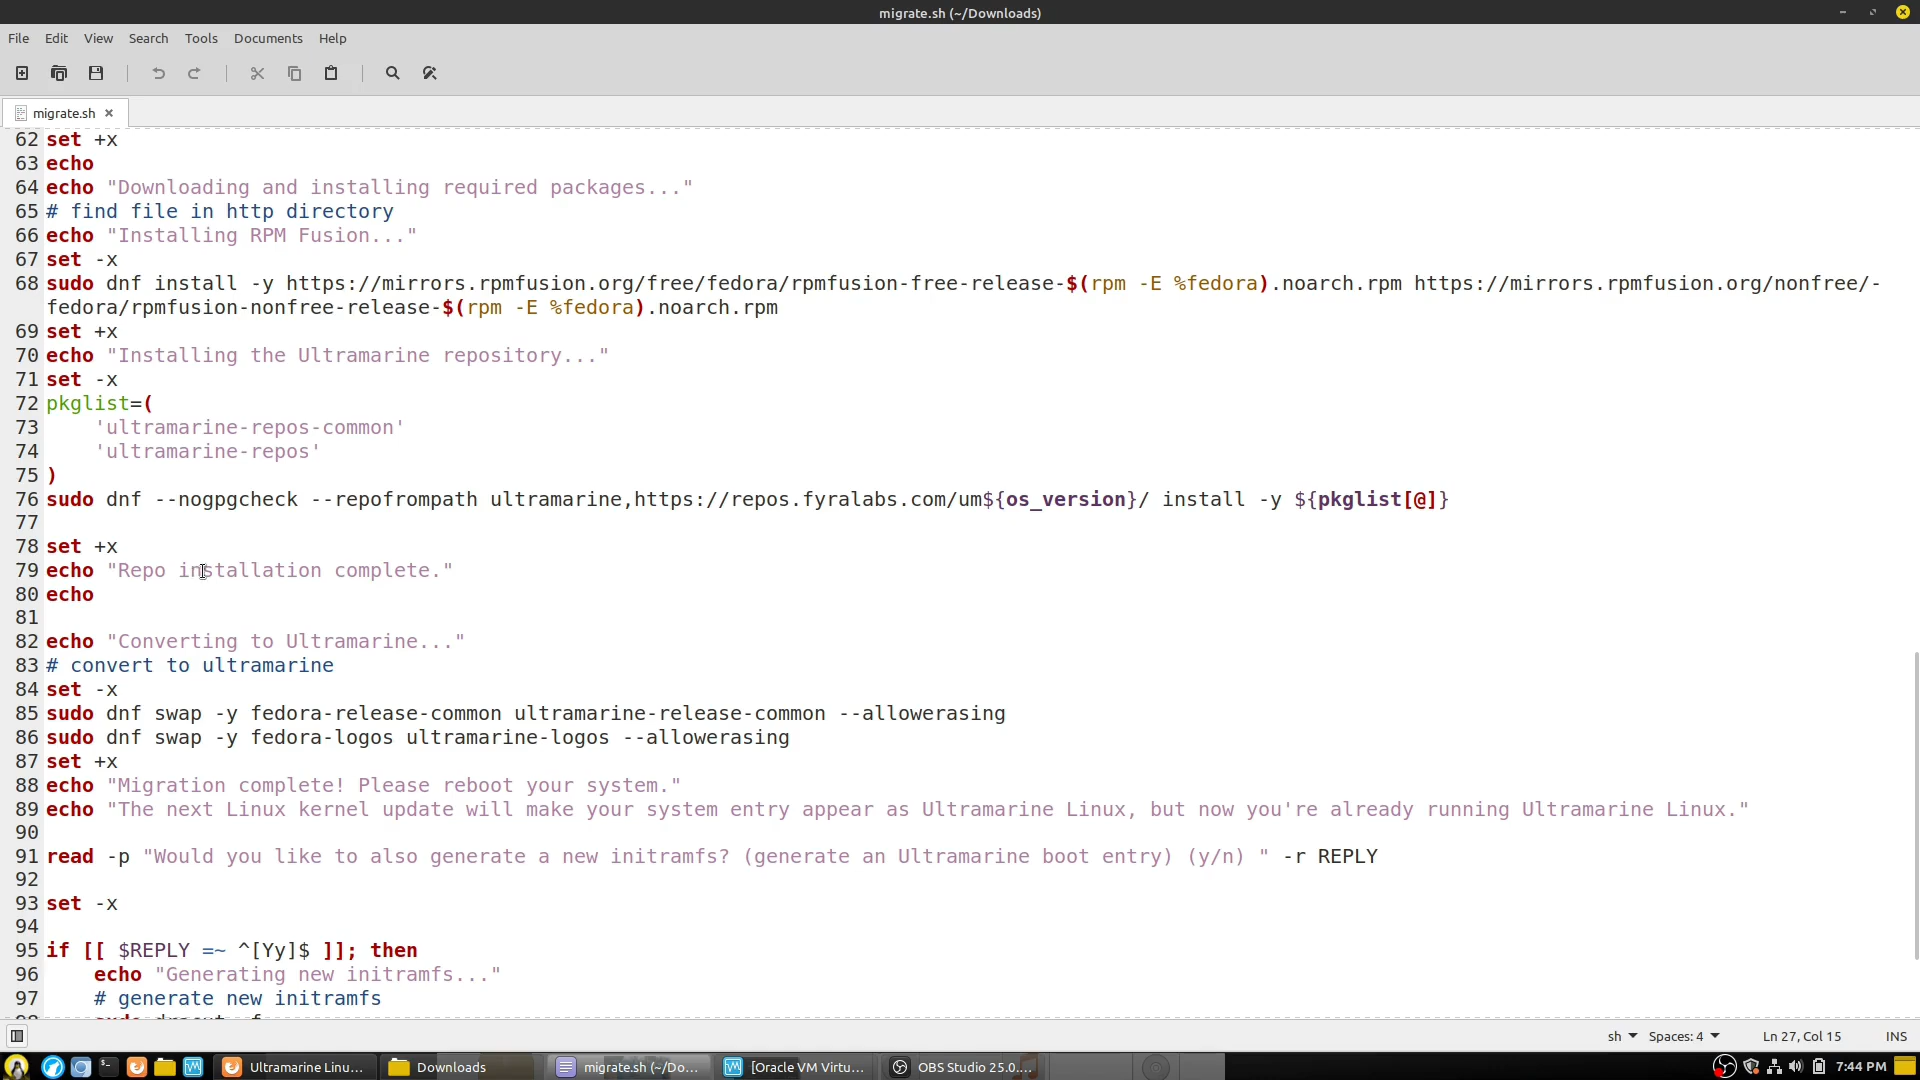 migrate.sh (~/Downloads)
File Edit View Search Tools Documents Help
migrate.sh
62 set +x
63 echo
64 echo "Downloading and installing required packages..."
65 # find file in http directory
66 echo "Installing RPM Fusion..."
67 set -x
68 sudo dnf install -y https://mirrors.rpmfusion.org/free/fedora/rpmfusion-free-release-$(rpm -E %fedora).noarch.rpm https://mirrors.rpmfusion.org/nonfree/-
fedora/rpmfusion-nonfree-release-$(rpm -E %fedora).noarch.rpm
69 set +x
70 echo "Installing the Ultramarine repository..."
71 set -x
72 pkglist=(
73     'ultramarine-repos-common'
74     'ultramarine-repos'
75 )
76 sudo dnf --nogpgcheck --repofrompath ultramarine,https://repos.fyralabs.com/um${os_version}/ install -y ${pkglist[@]}
77
78 set +x
79 echo "Repo installation complete."
80 echo
81
82 echo "Converting to Ultramarine..."
83 # convert to ultramarine
84 set -x
85 sudo dnf swap -y fedora-release-common ultramarine-release-common --allowerasing
86 sudo dnf swap -y fedora-logos ultramarine-logos --allowerasing
87 set +x
88 echo "Migration complete! Please reboot your system."
89 echo "The next Linux kernel update will make your system entry appear as Ultramarine Linux, but now you're already running Ultramarine Linux."
90
91 read -p "Would you like to also generate a new initramfs? (generate an Ultramarine boot entry) (y/n) " -r REPLY
92
93 set -x
94
95 if [[ $REPLY =~ ^[Yy]$ ]]; then
96     echo "Generating new initramfs..."
97     # generate new initramfs
sh Spaces: 4 Ln 27, Col 15 INS
Ultramarine Linu... Downloads migrate.sh (~/Do... [Oracle VM Virtu... OBS Studio 25.0.... 7:44 PM